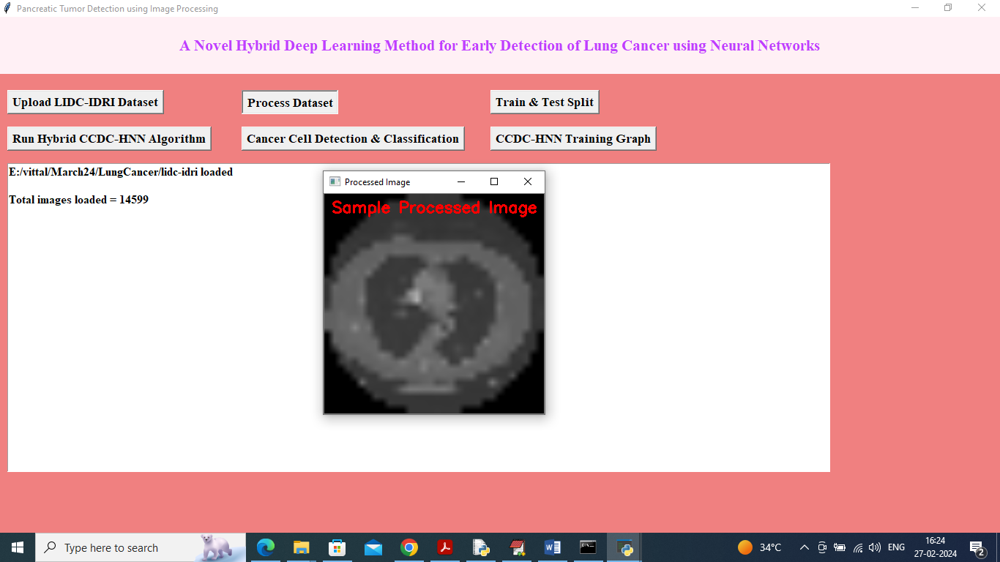 Pancreatic Tumor Detection using Image Processing
A Novel Hybrid Deep Learning Method for Early Detection of Lung Cancer using Neural Networks
Upload LIDC-IDRI Dataset
Process Dataset
Train & Test Split
Run Hybrid CCDC-HNN Algorithm
Cancer Cell Detection & Classification
CCDC-HNN Training Graph
E:/vittal/March24/LungCancer/lidc-idri loaded
Total images loaded = 14599
Processed Image
Sample Processed Image
Type here to search
34°C
ENG
16:24
27-02-2024
2